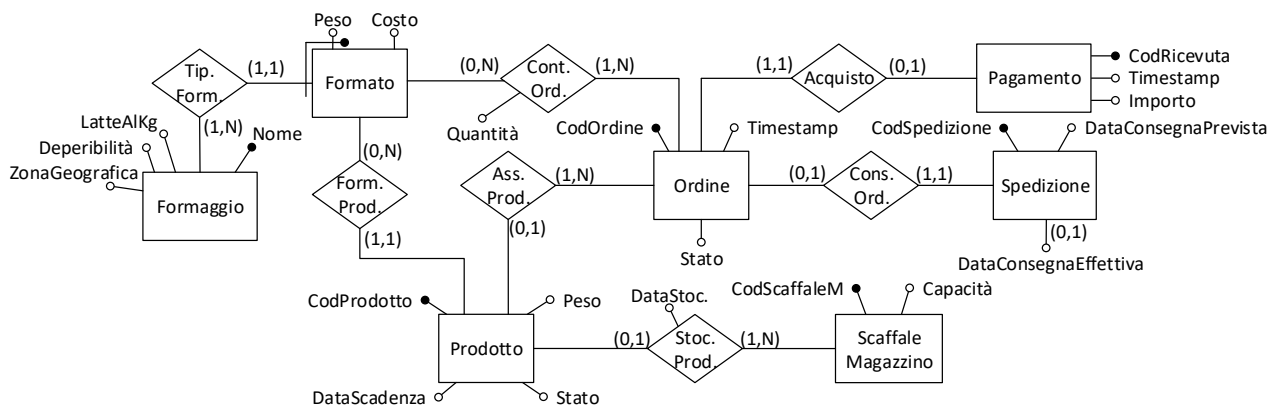 Peso
Costo
Tip.
Form.
(1,1)
Formato
(0,N)
Cont.
Ord.
(1,N)
(1,1)
Acquisto
(0,1)
Pagamento
CodRicevuta
Timestamp
Importo
Quantità
LatteAlKg
(1,N)
Nome
Deperibilità
ZonaGeografica
Formaggio
(0,N)
Form.
Prod.
(1,1)
Ass.
Prod.
(1,N)
(0,1)
CodOrdine
Timestamp
Ordine
Stato
(0,1)
Cons.
Ord.
(1,1)
CodSpedizione
DataConsegnaPrevista
Spedizione
(0,1)
DataConsegnaEffettiva
CodProdotto
Peso
Prodotto
DataScadenza
Stato
DataStoc.
(0,1)
Stoc.
Prod.
(1,N)
CodScaffaleM
Capacità
Scaffale
Magazzino